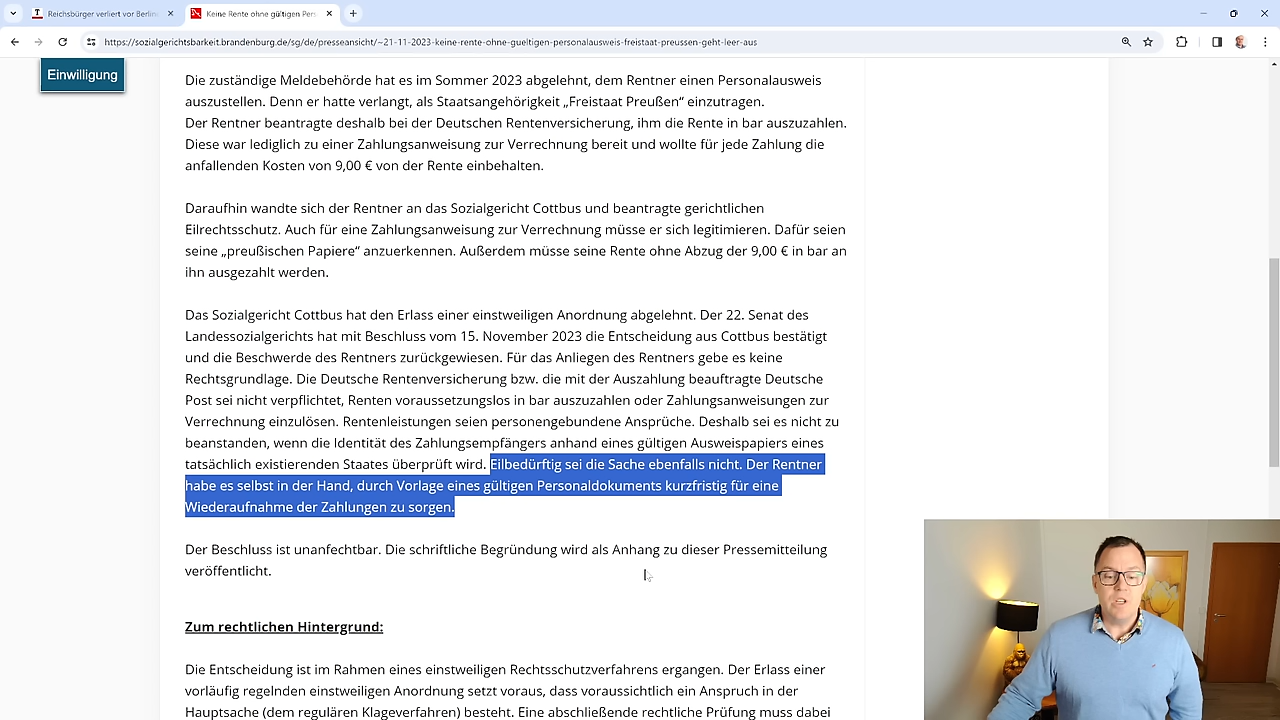 Reichsbürger verliert vor Berlin
Keine Rente ohne gültigen Pers
https://sozialgerichtsbarkeit.brandenburg.de/sg/de/presseansicht/~21-11-2023-keine-rente-ohne-gueltigen-personalausweis-freistaat-preussen-geht-leer-aus
Einwilligung
Die zuständige Meldebehörde hat es im Sommer 2021 abgelehnt, dem Rentner einen Personalausweis
auszustellen. Denn er hatte verlangt, als Staatsangehörigkeit „Freistaat Preußen“ einzutragen.
Der Rentner beantragte deshalb bei der Deutschen Rentenversicherung, ihm die Rente in bar auszuzahlen.
Diese war lediglich zu einer Zahlungsanweisung zur Verrechnung bereit und wollte für jede Zahlung die
anfallenden Kosten von 9,00 € von der Rente einbehalten.
Daraufhin wandte sich der Rentner an das Sozialgericht Cottbus und beantragte gerichtlichen
Eilrechtsschutz. Auch für eine Zahlungsanweisung zur Verrechnung müsse er sich legitimieren. Dafür seien
seine „preußischen Papiere“ anzuerkennen. Außerdem müsse seine Rente ohne Abzug der 9,00 € in bar an
ihn ausgezahlt werden.
Das Sozialgericht Cottbus hat den Erlass einer einstweiligen Anordnung abgelehnt. Der 22. Senat des
Landessozialgerichts hat mit Beschluss vom 15. November 2023 die Entscheidung aus Cottbus bestätigt
und die Beschwerde des Rentners zurückgewiesen. Für das Anliegen des Rentners gebe es keine
Rechtsgrundlage. Die Deutsche Rentenversicherung bzw. die mit der Auszahlung beauftragte Deutsche
Post sei nicht verpflichtet, Renten voraussetzungslos in bar auszuzahlen oder Zahlungsanweisungen zur
Verrechnung einzulösen. Rentenleistungen seien personengebundene Ansprüche. Deshalb sei es nicht zu
beanstanden, wenn die Identität des Zahlungsempfängers anhand eines gültigen Ausweispapiers eines
tatsächlich existierenden Staates überprüft wird. Eilbedürftig sei die Sache ebenfalls nicht. Der Rentner
habe es selbst in der Hand, durch Vorlage eines gültigen Personaldokuments kurzfristig für eine
Wiederaufnahme der Zahlungen zu sorgen.
Der Beschluss ist unanfechtbar. Die schriftliche Begründung wird als Anhang zu dieser Pressemitteilung
veröffentlicht.
Zum rechtlichen Hintergrund:
Die Entscheidung ist im Rahmen eines einstweiligen Rechtsschutzverfahrens ergangen. Der Erlass einer
vorläufig regelnden einstweiligen Anordnung setzt voraus, dass voraussichtlich ein Anspruch in der
Hauptsache (dem regulären Klageverfahren) besteht. Eine abschließende rechtliche Prüfung muss dabei